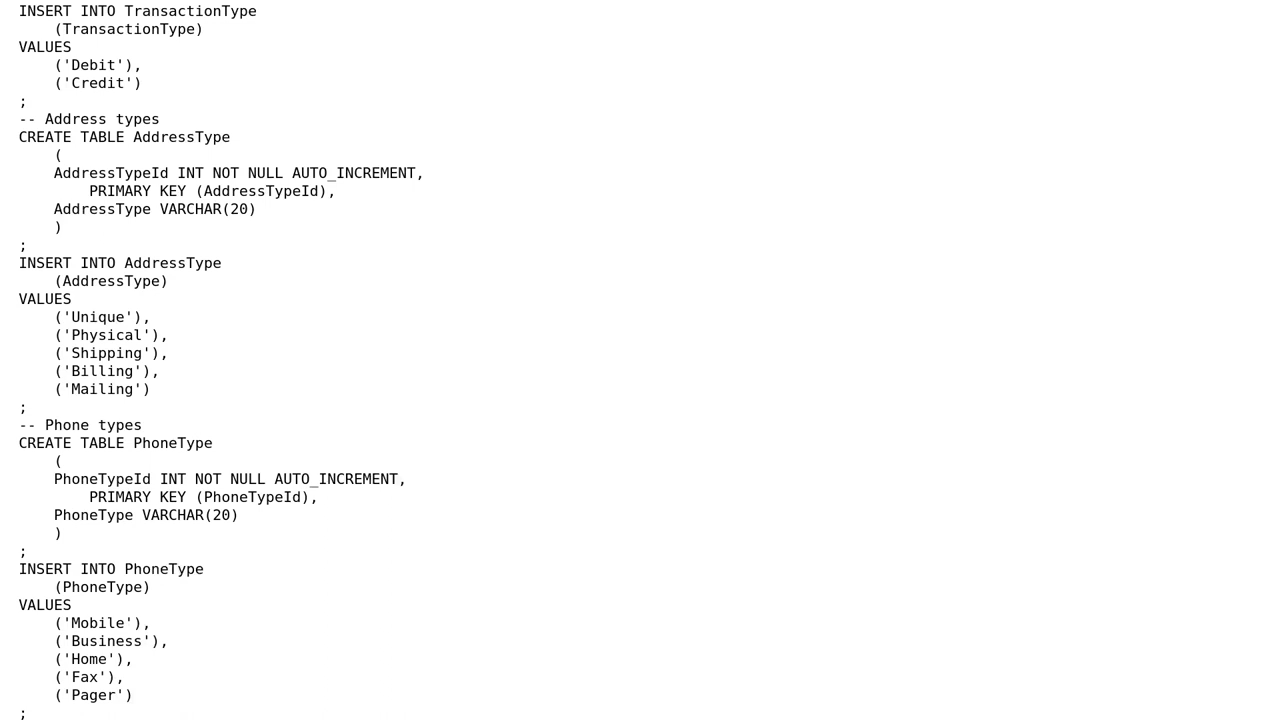 INSERT INTO TransactionType
    (TransactionType)
VALUES
    ('Debit'),
    ('Credit')
;
-- Address types
CREATE TABLE AddressType
    (
    AddressTypeId INT NOT NULL AUTO_INCREMENT,
        PRIMARY KEY (AddressTypeId),
    AddressType VARCHAR(20)
    )
;
INSERT INTO AddressType
    (AddressType)
VALUES
    ('Unique'),
    ('Physical'),
    ('Shipping'),
    ('Billing'),
    ('Mailing')
;
-- Phone types
CREATE TABLE PhoneType
    (
    PhoneTypeId INT NOT NULL AUTO_INCREMENT,
        PRIMARY KEY (PhoneTypeId),
    PhoneType VARCHAR(20)
    )
;
INSERT INTO PhoneType
    (PhoneType)
VALUES
    ('Mobile'),
    ('Business'),
    ('Home'),
    ('Fax'),
    ('Pager')
;